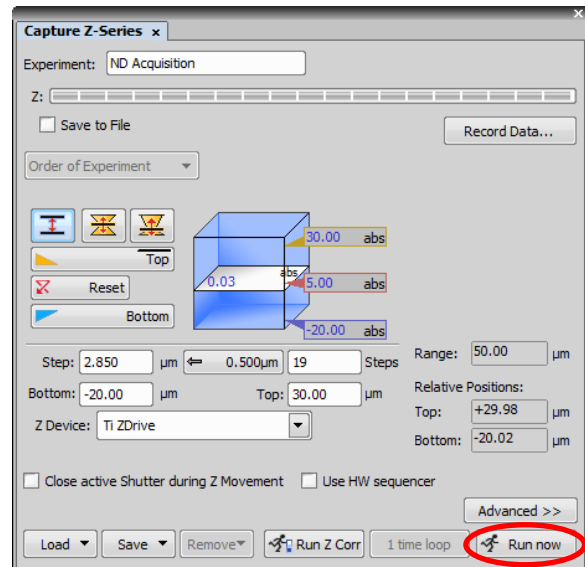 Capture Z-Series x
Experiment: ND Acquisition
Z:
Save to File
Record Data...
Order of Experiment
Top
Reset
Bottom
30.00 abs
0.03 abs 5.00 abs
-20.00 abs
Step: 2.850 µm 0.500µm 19 Steps
Range: 50.00 µm
Bottom: -20.00 µm Top: 30.00 µm
Relative Positions:
Z Device: Ti ZDrive
Top: +29.98 µm
Bottom: -20.02 µm
Close active Shutter during Z Movement Use HW sequencer
Advanced >>
Load Save Remove Run Z Corr 1 time loop Run now